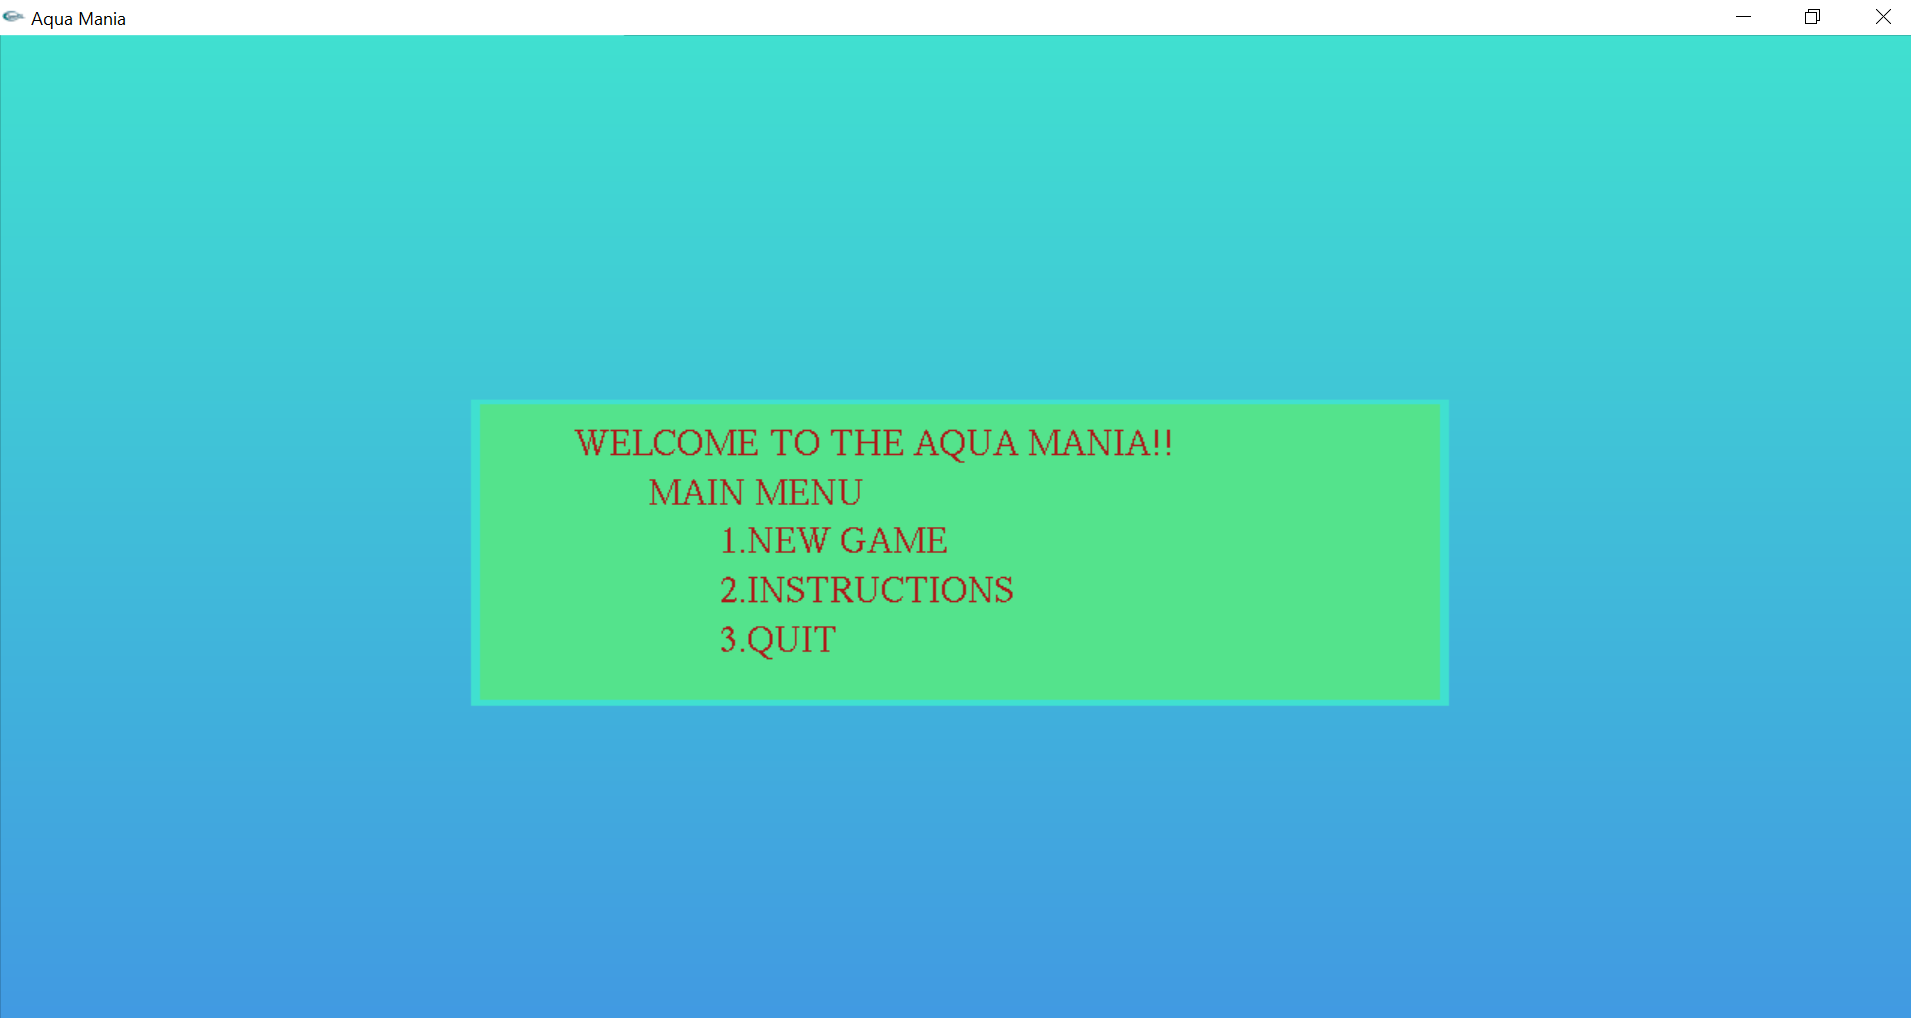 Aqua Mania
WELCOME TO THE AQUA MANIA!!
MAIN MENU
1.NEW GAME
2.INSTRUCTIONS
3.QUIT